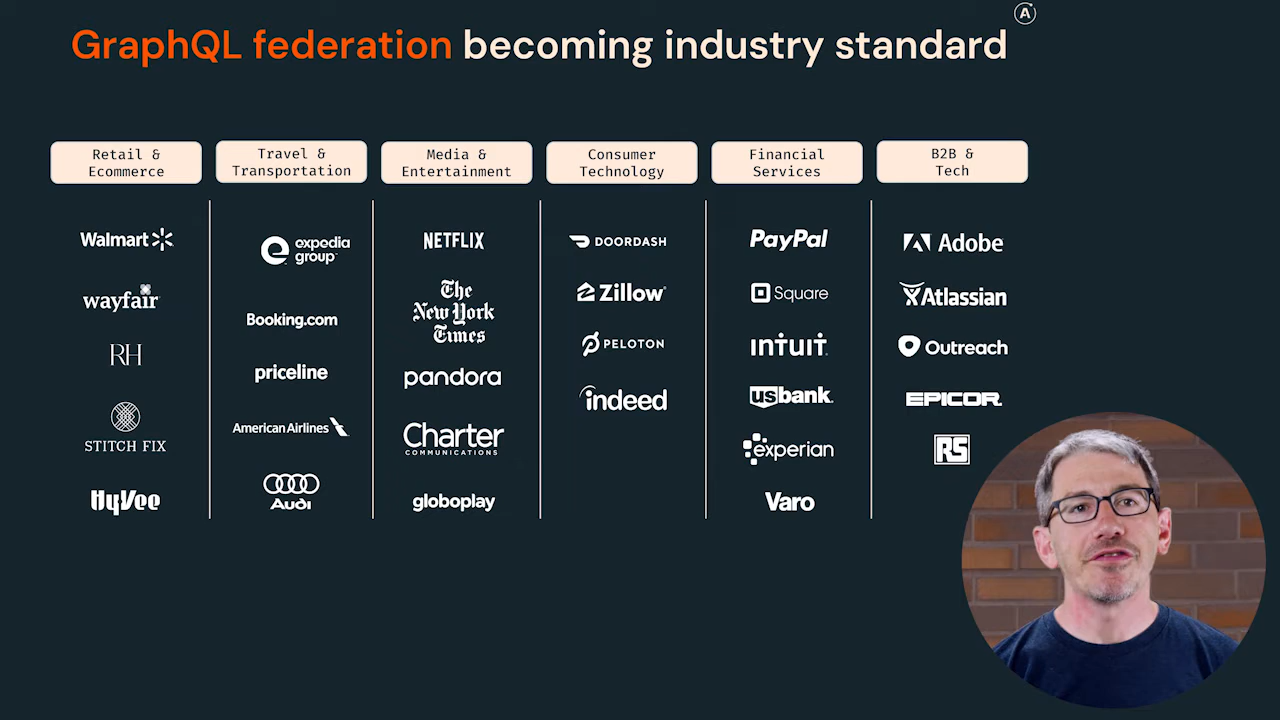 GraphQL federation becoming industry standard
A
Retail &
Ecommerce
Walmart
wayfair
RH
STITCH FIX
HyVee
Travel &
Transportation
expedia
group
Booking.com
priceline
American Airlines
Audi
Media &
Entertainment
NETFLIX
The
New York
Times
pandora
Charter
COMMUNICATIONS
globoplay
Consumer
Technology
DOORDASH
Zillow
PELOTON
indeed
Financial
Services
PayPal
Square
INTUIT
usbank
experian
Varo
B2B &
Tech
Adobe
Atlassian
Outreach
EPICOR
RS